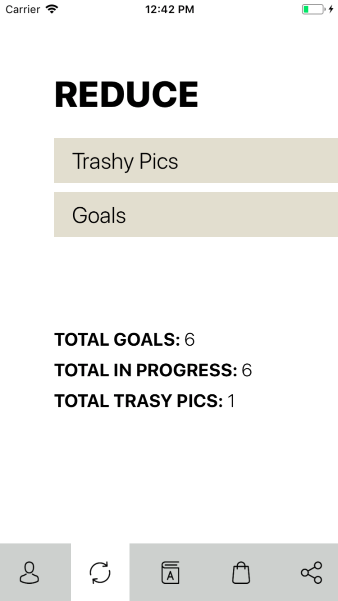 Carrier 12:42 PM
REDUCE
Trashy Pics
Goals
TOTAL GOALS: 6
TOTAL IN PROGRESS: 6
TOTAL TRASY PICS: 1
A